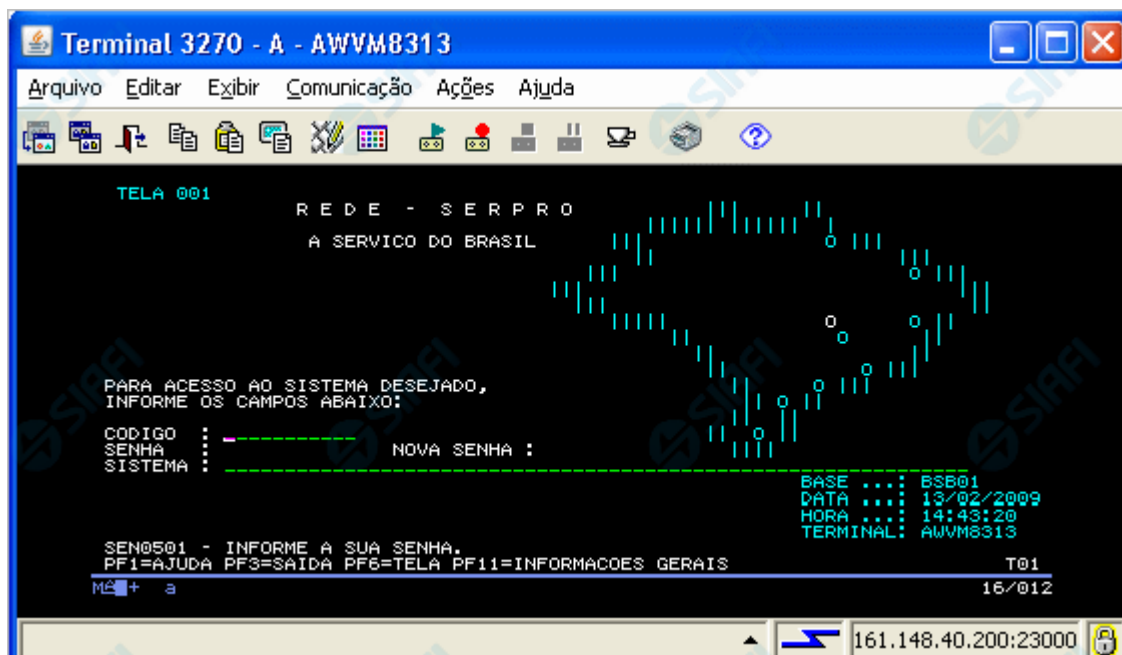 Terminal 3270 - A - AWVM8313
Arquivo Editar Exibir Comunicação Ações Ajuda
TELA 001
R E D E - S E R P R O
A SERVICO DO BRASIL
PARA ACESSO AO SISTEMA DESEJADO,
INFORME OS CAMPOS ABAIXO:
CODIGO :
SENHA : NOVA SENHA :
SISTEMA :
BASE ...: BSB01
DATA ...: 13/02/2009
HORA ...: 14:43:20
TERMINAL: AWVM8313
SEN0501 - INFORME A SUA SENHA.
PF1=AJUDA PF3=SAIDA PF6=TELA PF11=INFORMACOES GERAIS T01
a 16/012
161.148.40.200:23000
SIAFI